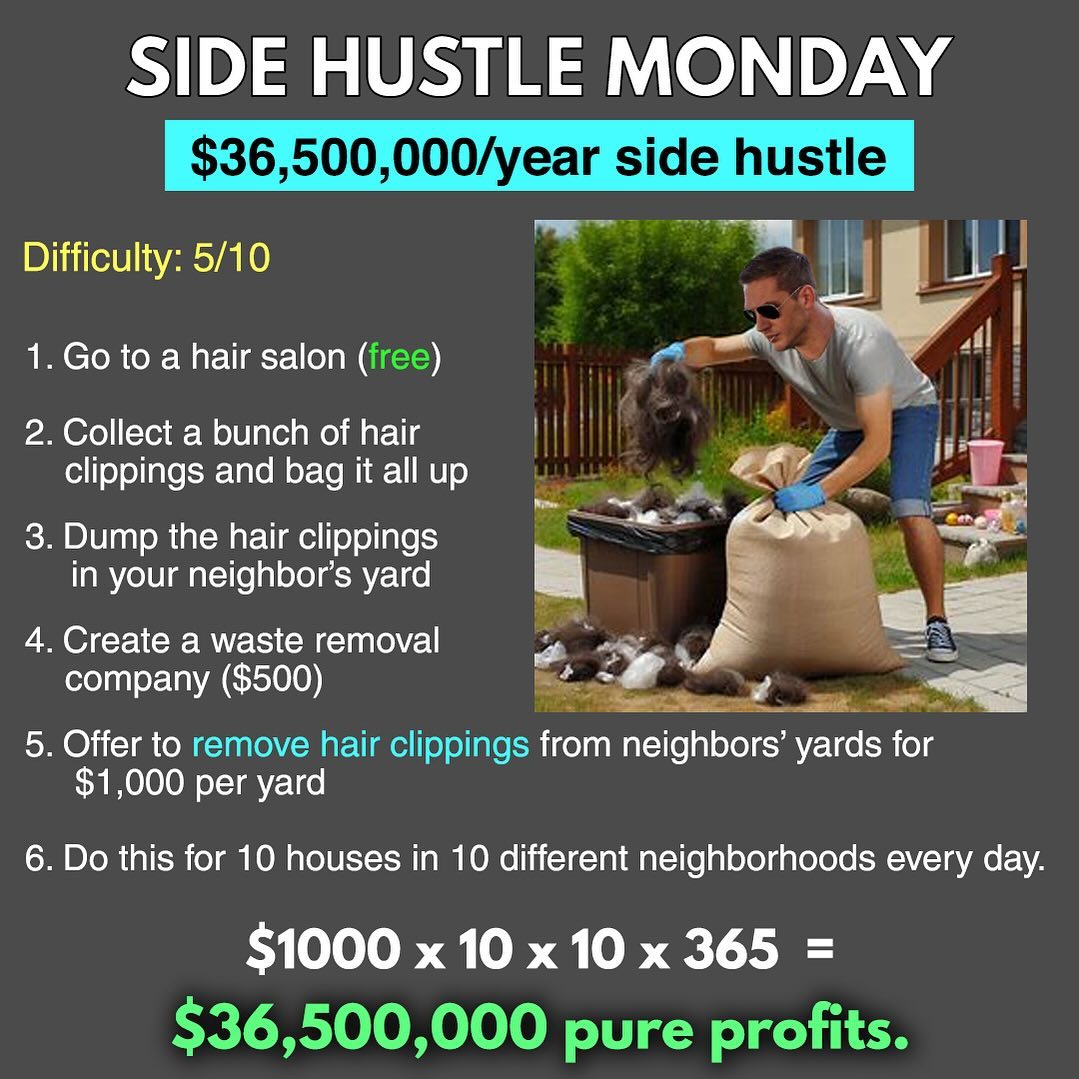 SIDE HUSTLE MONDAY
$36,500,000/year side hustle
Difficulty: 5/10
1. Go to a hair salon (free)
2. Collect a bunch of hair
clippings and bag it all up
3. Dump the hair clippings
in your neighbor’s yard
4. Create a waste removal
company ($500)
5. Offer to remove hair clippings from neighbors’ yards for
$1,000 per yard
6. Do this for 10 houses in 10 different neighborhoods every day.
$1000 x 10 x 10 x 365 =
$36,500,000 pure profits.